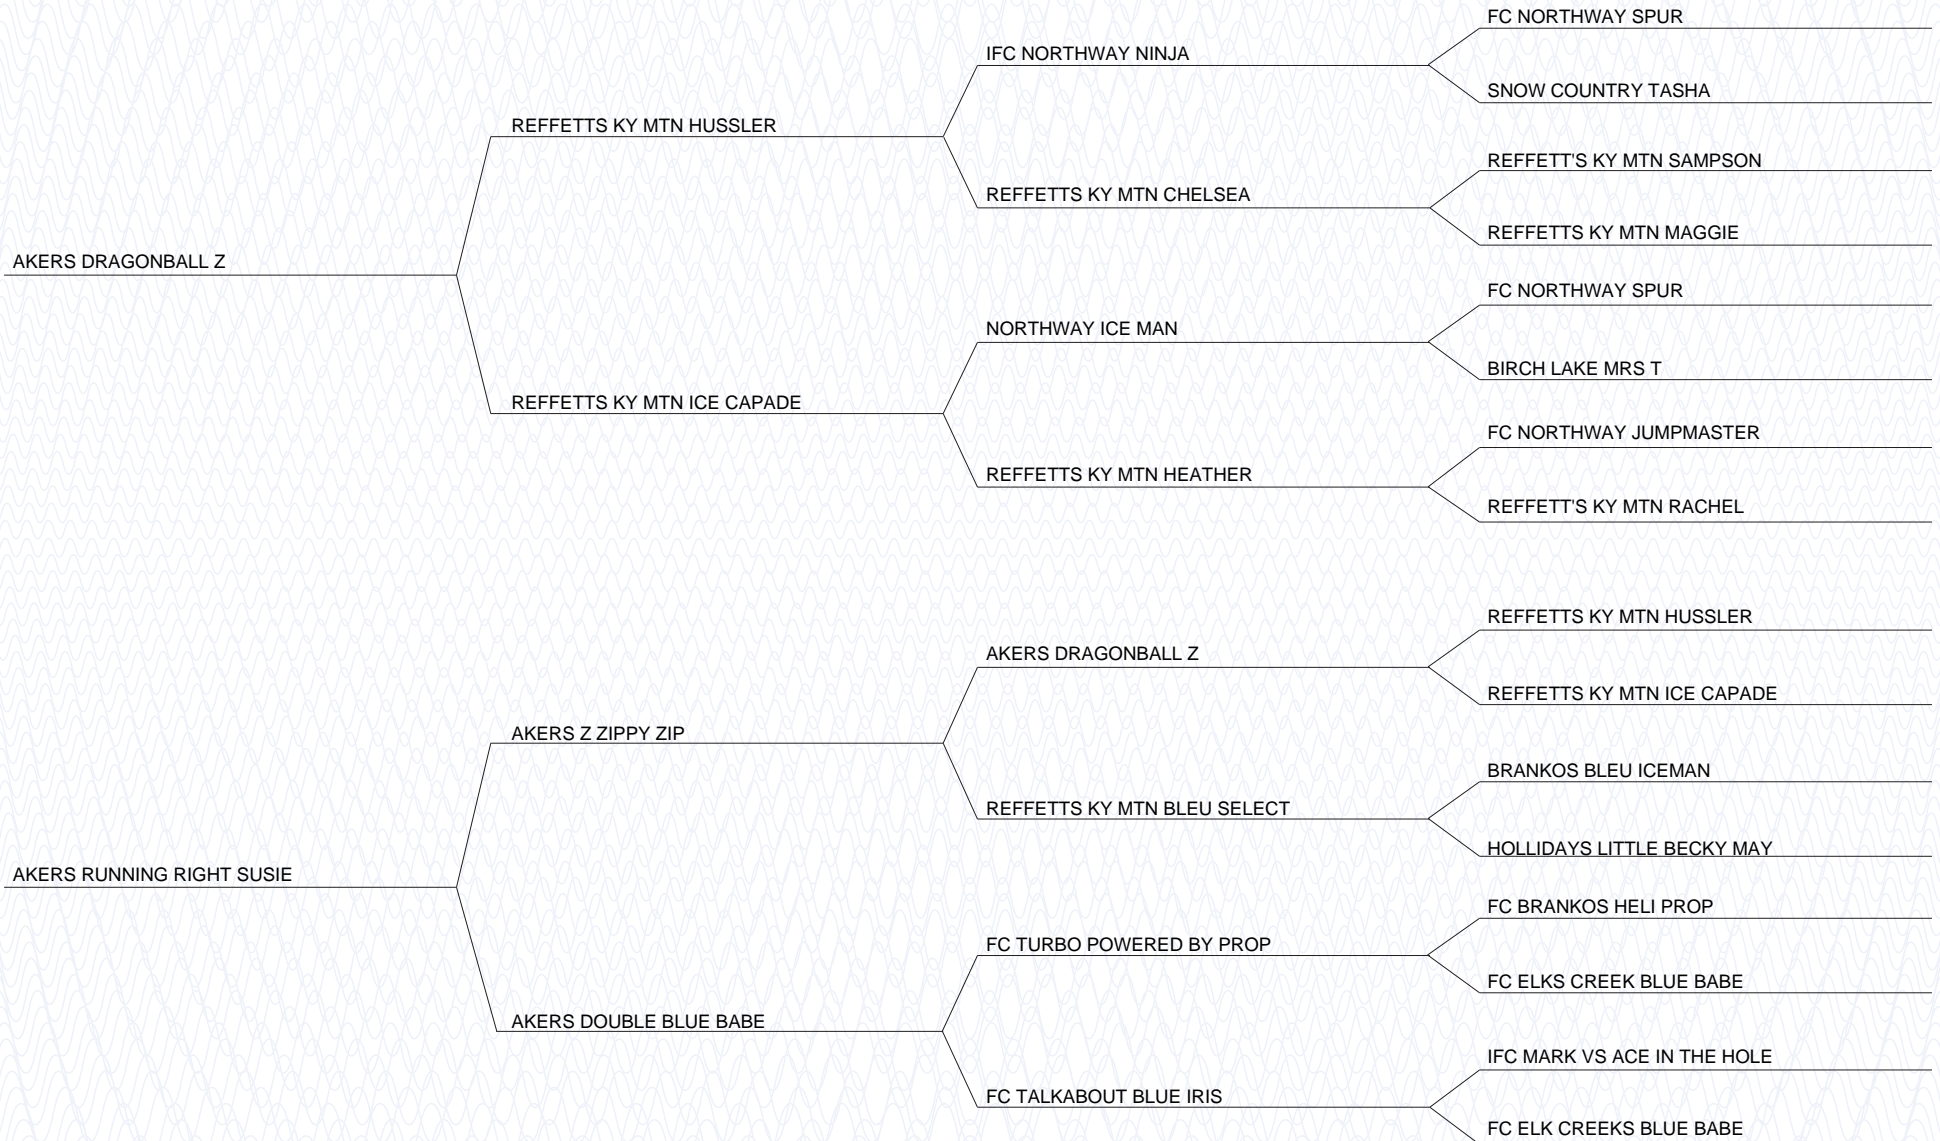 FC NORTHWAY SPUR
IFC NORTHWAY NINJA
SNOW COUNTRY TASHA
REFFETTS KY MTN HUSSLER
REFFETT'S KY MTN SAMPSON
REFFETTS KY MTN CHELSEA
REFFETTS KY MTN MAGGIE
AKERS DRAGONBALL Z
FC NORTHWAY SPUR
NORTHWAY ICE MAN
BIRCH LAKE MRS T
REFFETTS KY MTN ICE CAPADE
FC NORTHWAY JUMPMASTER
REFFETTS KY MTN HEATHER
REFFETT'S KY MTN RACHEL
REFFETTS KY MTN HUSSLER
AKERS DRAGONBALL Z
REFFETTS KY MTN ICE CAPADE
AKERS Z ZIPPY ZIP
BRANKOS BLEU ICEMAN
REFFETTS KY MTN BLEU SELECT
HOLLIDAYS LITTLE BECKY MAY
AKERS RUNNING RIGHT SUSIE
FC BRANKOS HELI PROP
FC TURBO POWERED BY PROP
FC ELKS CREEK BLUE BABE
AKERS DOUBLE BLUE BABE
IFC MARK VS ACE IN THE HOLE
FC TALKABOUT BLUE IRIS
FC ELK CREEKS BLUE BABE